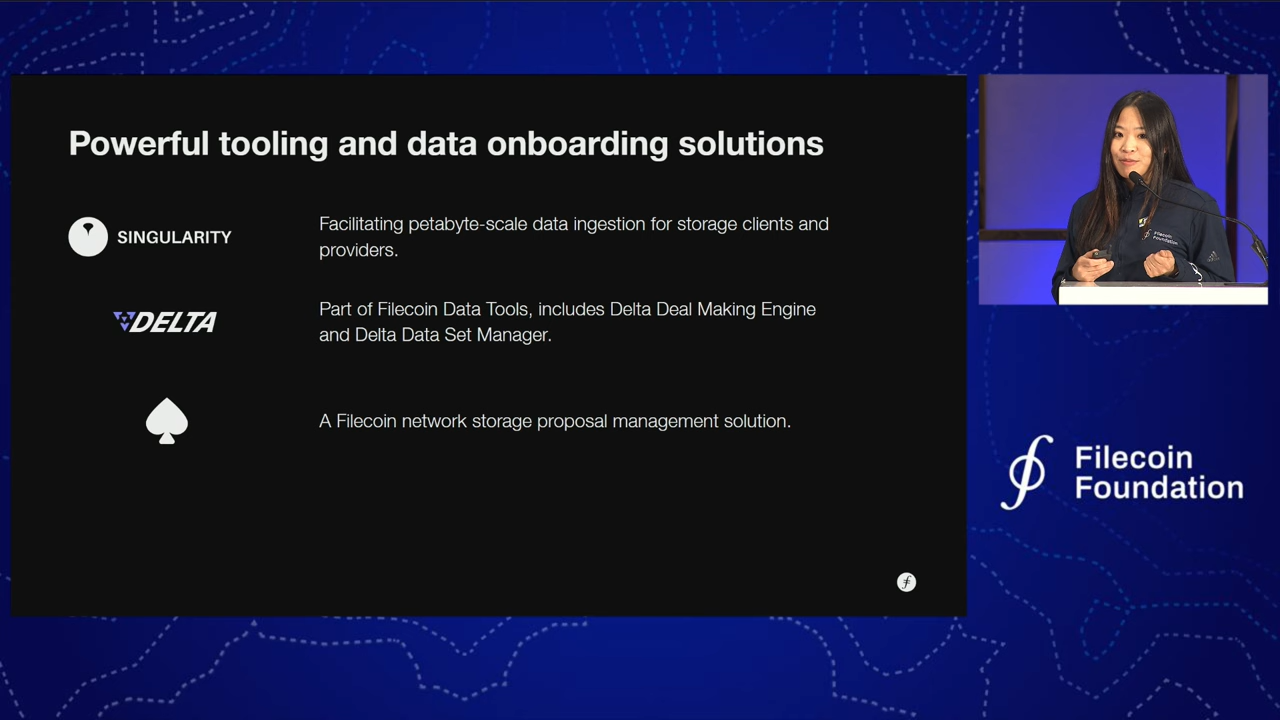 Powerful tooling and data onboarding solutions
SINGULARITY
Facilitating petabyte-scale data ingestion for storage clients and
providers.
DELTA
Part of Filecoin Data Tools, includes Delta Deal Making Engine
and Delta Data Set Manager.
A Filecoin network storage proposal management solution.
Filecoin
Foundation
Filecoin
Foundation